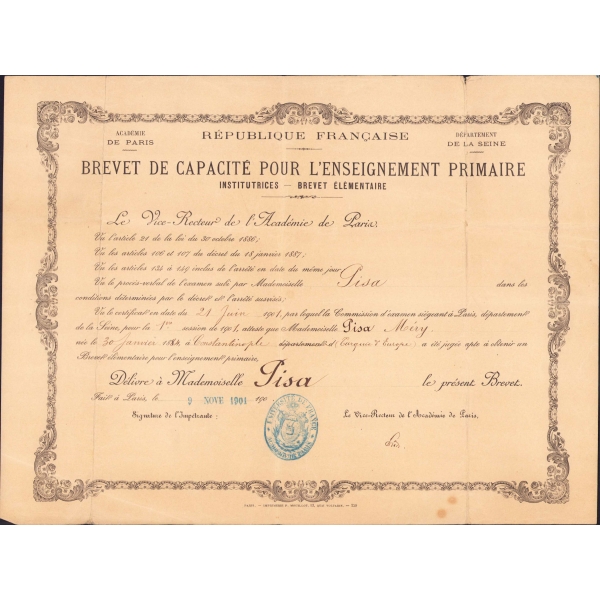 ACADÉMIE
DE PARIS
RÉPUBLIQUE FRANÇAISE
DÉPARTEMENT
DE LA SEINE
BREVET DE CAPACITÉ POUR L'ENSEIGNEMENT PRIMAIRE
INSTITUTRICES — BREVET ÉLÉMENTAIRE
Le Vice-Recteur de l'Académie de Paris,
Vu l'article 21 de la loi du 30 octobre 1886;
Vu les articles 106 et 107 du décret du 18 janvier 1887;
Vu les articles 134 à 149 inclus de l'arrêté en date du même jour
Vu le procès-verbal de l'examen subi par Mademoiselle Pisa dans les
conditions déterminées par le décret et l'arrêté susvisés;
Vu le certificat en date du 21 Juin 1901, par lequel la Commission d'examen siégeant à Paris, département
de la Seine, pour la 1re session de 1901, atteste que Mademoiselle Pisa Méry
née le 30 janvier à Constantinople, département d(Turquie d'Europe) a été jugée apte à obtenir un
Brevet élémentaire pour l'enseignement primaire,
Délivre à Mademoiselle Pisa le présent Brevet.
Fait à Paris, le 9 NOVE 1901 190
Signature de l'Impétrante:
UNIVERSITÉ DE FRANCE
Le Vice-Recteur de l'Académie de Paris,